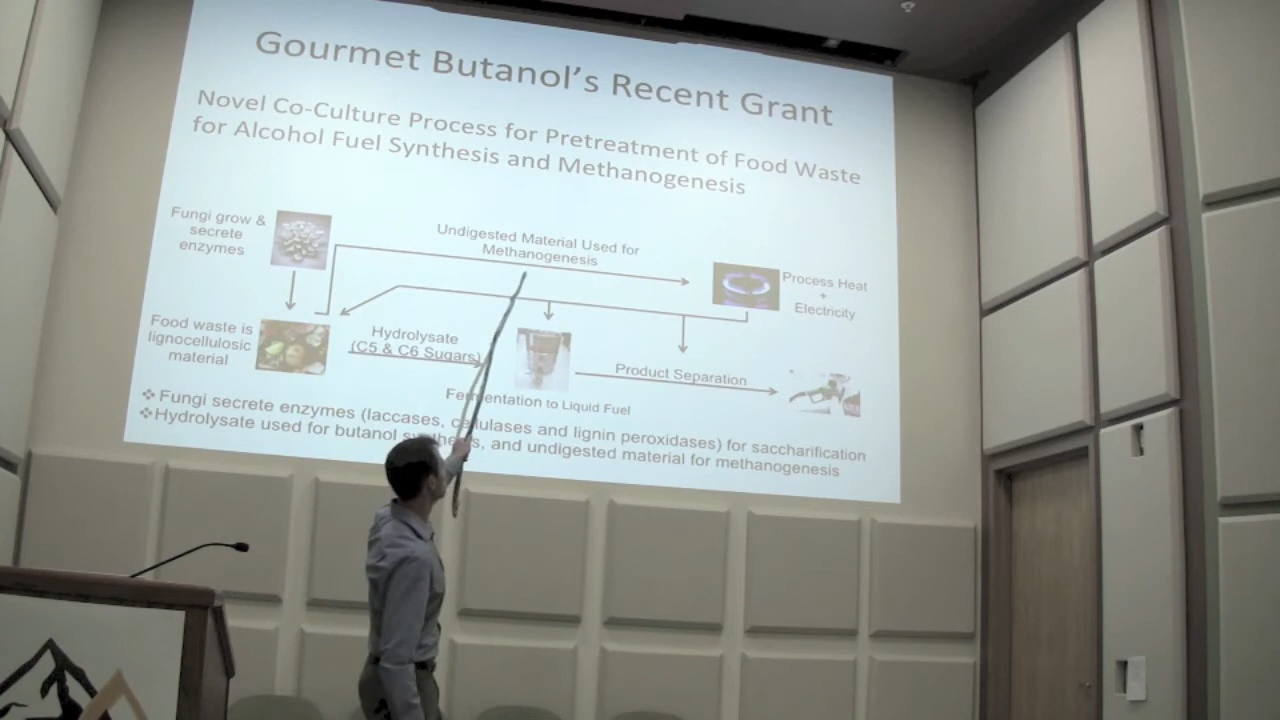 Gourmet Butanol's Recent Grant
Novel Co-Culture Process for Pretreatment of Food Waste
for Alcohol Fuel Synthesis and Methanogenesis
Fungi grow &
secrete
enzymes
Undigested Material Used for
Methanogenesis
Process Heat
+
Electricity
Food waste is
lignocellulosic
material
Hydrolysate
(C5 & C6 Sugars)
Product Separation
Fermentation to Liquid Fuel
❖Fungi secrete enzymes (laccases, cellulases and lignin peroxidases) for saccharification
❖Hydrolysate used for butanol synthesis, and undigested material for methanogenesis